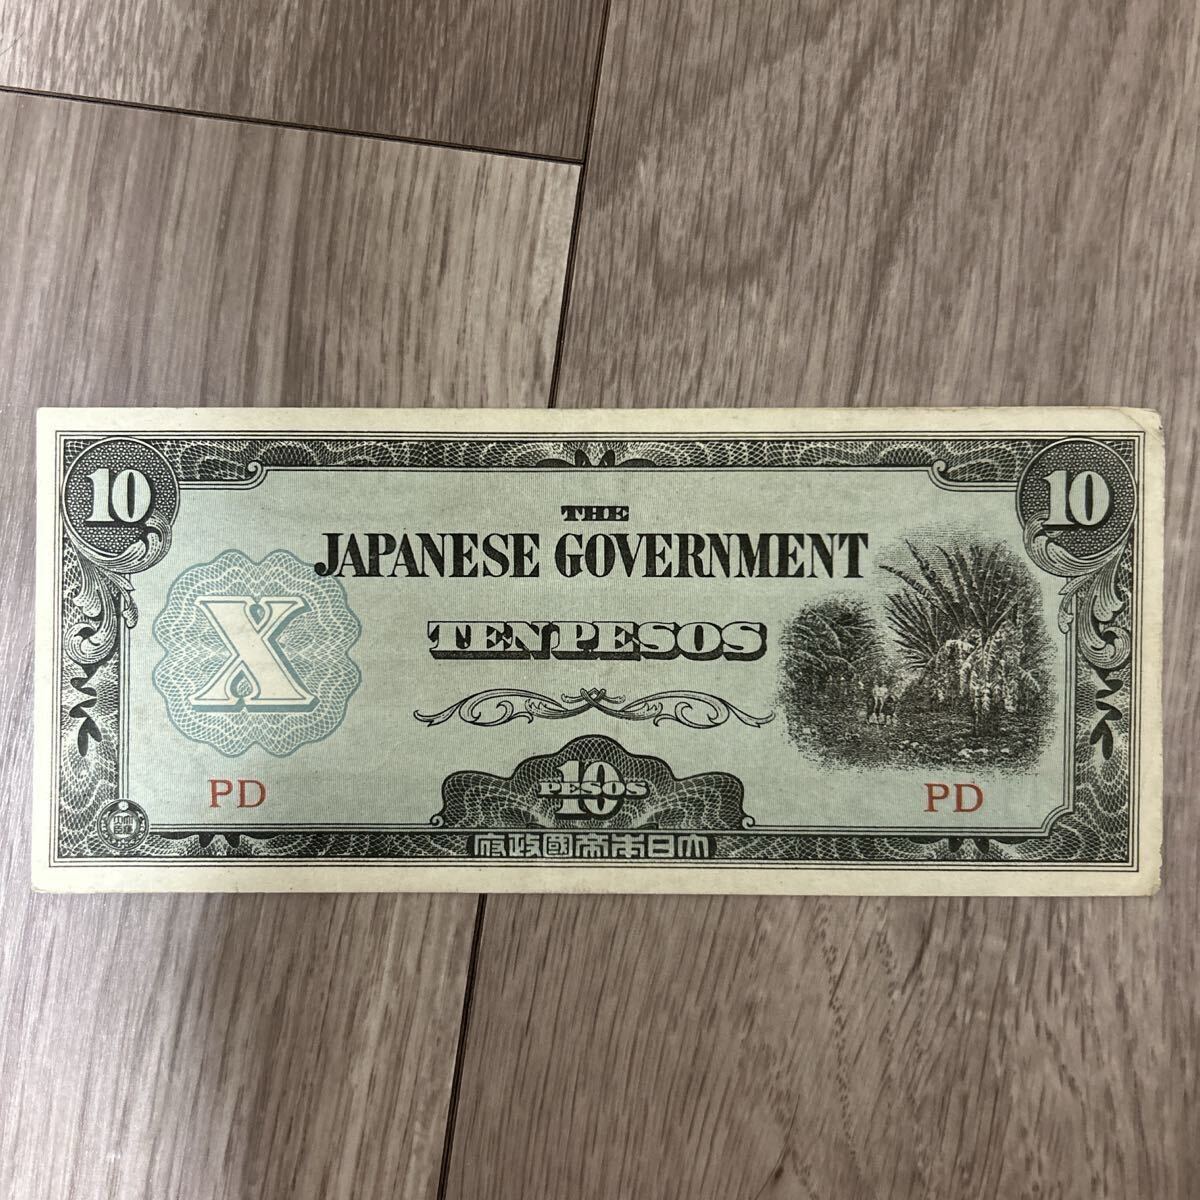 10
10
THE
JAPANESE GOVERNMENT
X
TEN PESOS
10
PESOS
PD
PD
府政國帝本日大